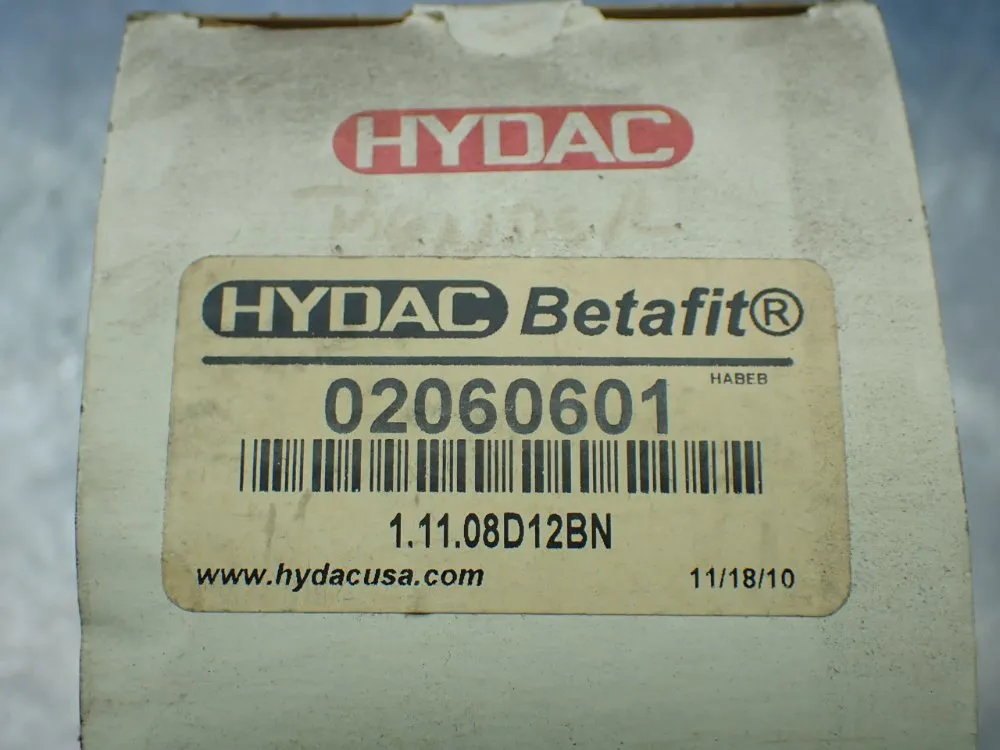 HYDAC
HYDAC Betafit®
HABEB
02060601
1.11.08D12BN
www.hydacusa.com 11/18/10